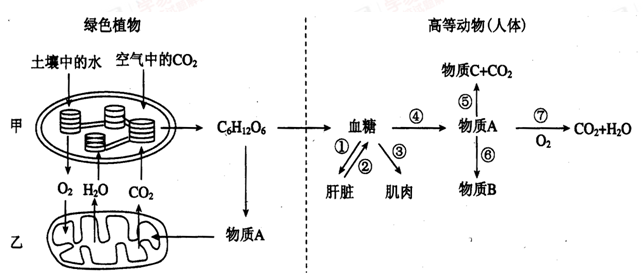 绿色植物
高等动物(人体)
土壤中的水 空气中的CO₂
物质C+CO₂
甲
C₆H₁₂O₆
血糖
④
⑤
物质A
⑦
O₂
CO₂+H₂O
①
②
③
⑥
O₂ H₂O CO₂
肝脏
肌肉
物质B
乙
物质A